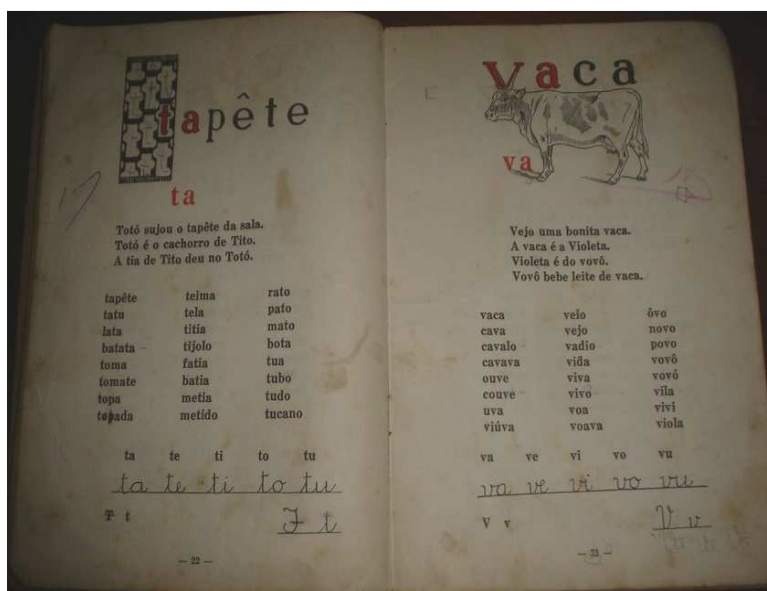 tapête
ta
Totó sujou o tapête da sala.
Totó é o cachorro de Tito.
A tia de Tito deu no Totó.
tapête teima rato
tatu tela pato
lata titia mato
batata tijolo bota
toma fatia tua
tomate batia tubo
topa metia tudo
topada metido tucano
ta te ti to tu
ta te ti to tu
T t
T t
— 22 —
vaca
va
Vejo uma bonita vaca.
A vaca é a Violeta.
Violeta é do vovô.
Vovô bebe leite de vaca.
vaca veio ôvo
cava vejo novo
cavalo vadio povo
cavava vida vovô
ouve viva vovó
couve vivo vila
uva voa vivi
viúva voava viola
va ve vi vo vu
va ve vi vo vu
V v
V v
— 23 —